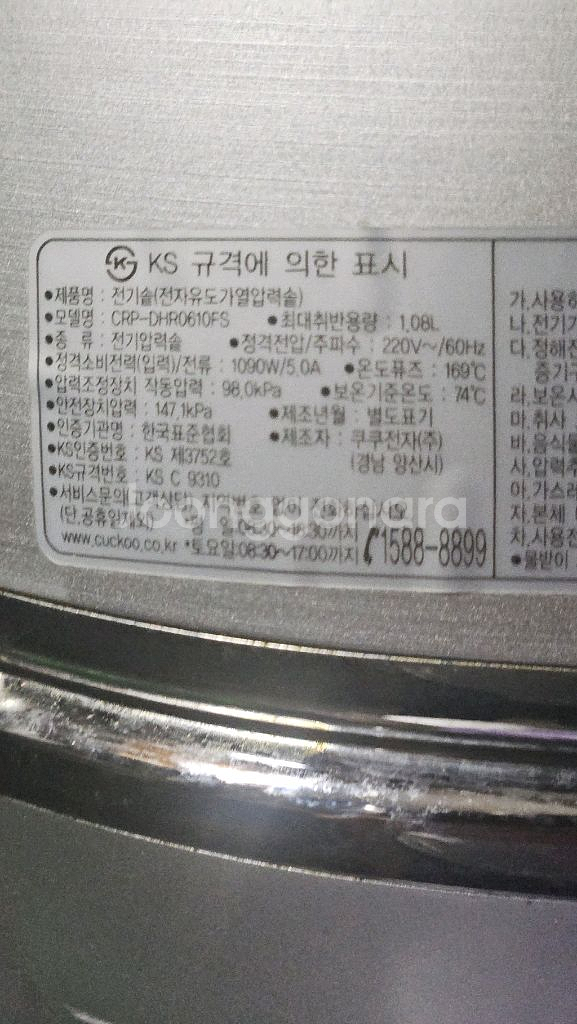 KS 규격에 의한 표시
•제품명 : 전기솥(전자유도가열압력솥)
•모델명 : CRP-DHR0610FS •최대취반용량 : 1.08L
•종 류 : 전기압력솥 •정격전압/주파수 : 220V~/60Hz
•정격소비전력(입력)/전류 : 1090W/5.0A •온도퓨즈 : 169℃
•압력조정장치 작동압력 : 98.0kPa •보온기준온도 : 74℃
•안전장치압력 : 147.1kPa •제조년월 : 별도표기
•인증기관명 : 한국표준협회 •제조자 : 쿠쿠전자(주)
•KS인증번호 : KS 제3752호 (경남 양산시)
•KS규격번호 : KS C 9310
•서비스문의(고객상담) 지역번호 없이
(단,공휴일제외)
www.cuckoo.co.kr *토요일:08:30~17:00까지 1588-8899
가.사용하
나.전기기
다.정해진
증기구
라.보온시
마.취사
바.음식물
사.압력추
아.가스레
자.본체
차.사용전
•물받이
joonggonara